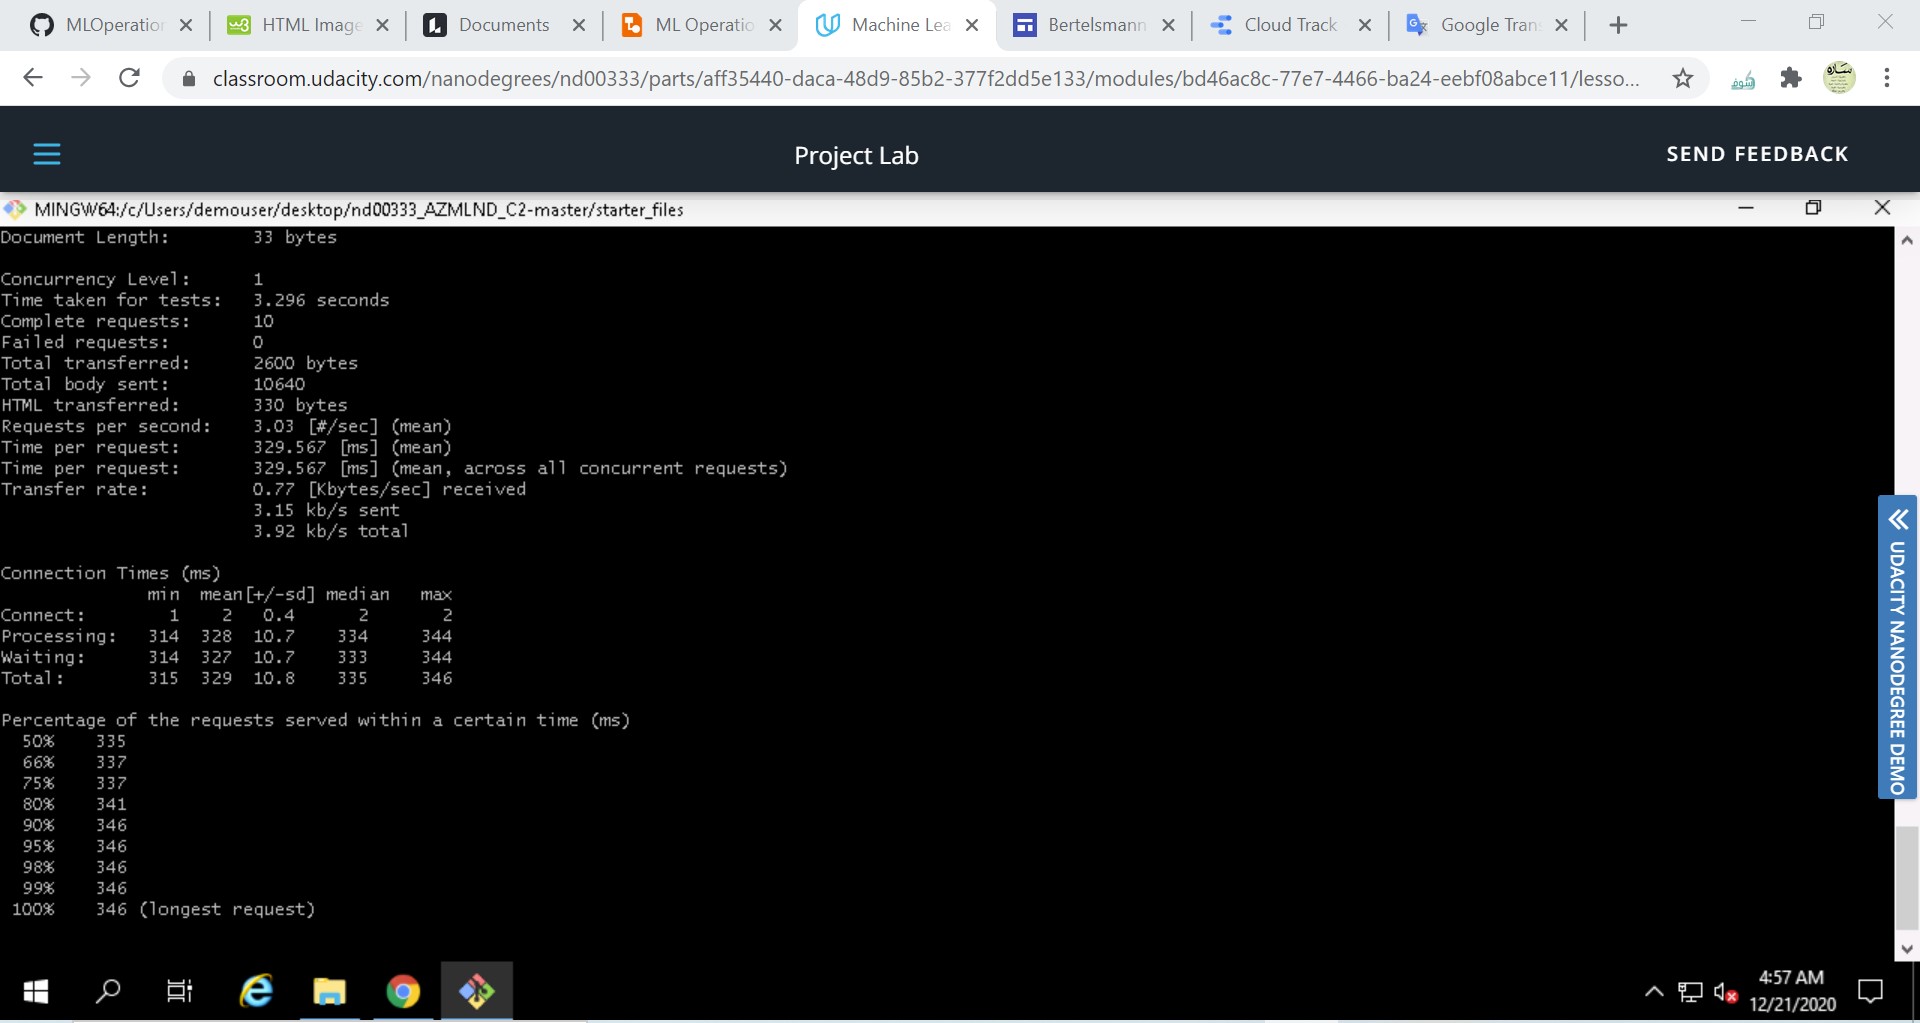 MLOperation
HTML Image
Documents
ML Operatio
Machine Lea
Bertelsmann
Cloud Track
Google Tran
classroom.udacity.com/nanodegrees/nd00333/parts/aff35440-daca-48d9-85b2-377f2dd5e133/modules/bd46ac8c-77e7-4466-ba24-eebf08abce11/lesso...
Project Lab
SEND FEEDBACK
MINGW64:/c/Users/demouser/desktop/nd00333_AZMLND_C2-master/starter_files
Document Length: 33 bytes
Concurrency Level: 1
Time taken for tests: 3.296 seconds
Complete requests: 10
Failed requests: 0
Total transferred: 2600 bytes
Total body sent: 10640
HTML transferred: 330 bytes
Requests per second: 3.03 [#/sec] (mean)
Time per request: 329.567 [ms] (mean)
Time per request: 329.567 [ms] (mean, across all concurrent requests)
Transfer rate: 0.77 [Kbytes/sec] received
3.15 kb/s sent
3.92 kb/s total
Connection Times (ms)
min mean[+/-sd] median max
Connect: 1 2 0.4 2 2
Processing: 314 328 10.7 334 344
Waiting: 314 327 10.7 333 344
Total: 315 329 10.8 335 346
Percentage of the requests served within a certain time (ms)
50% 335
66% 337
75% 337
80% 341
90% 346
95% 346
98% 346
99% 346
100% 346 (longest request)
UDACITY NANODEGREE DEMO
4:57 AM
12/21/2020